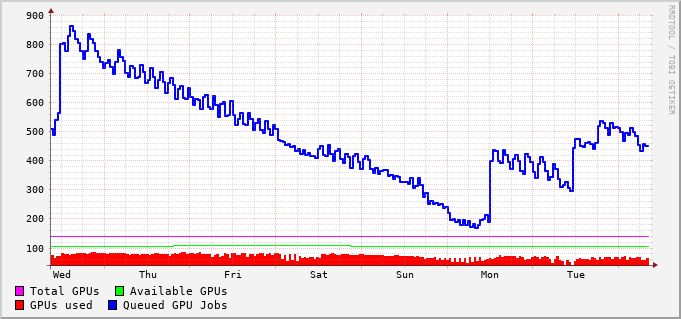 900
800
700
600
500
400
300
200
100
Wed Thu Fri Sat Sun Mon Tue
Total GPUs Available GPUs
GPUs used Queued GPU Jobs
RRDTOOL / TOBI OETIKER